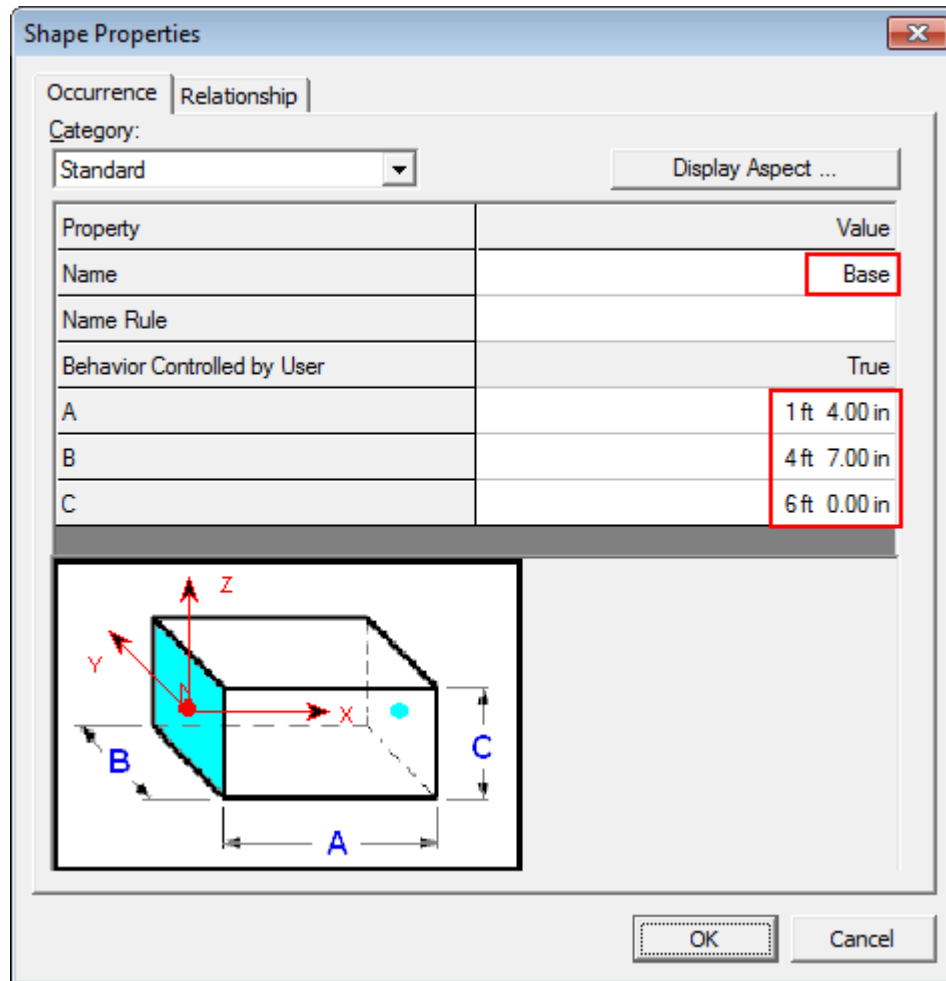 Shape Properties
Occurrence Relationship
Category:
Standard Display Aspect ...
Property Value
Name Base
Name Rule
Behavior Controlled by User True
A 1 ft 4.00 in
B 4 ft 7.00 in
C 6 ft 0.00 in
Z
Y
X
C
B
A
OK Cancel